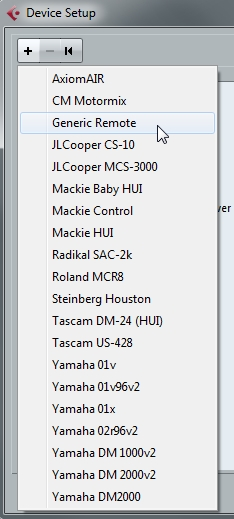 Device Setup
AxiomAIR
CM Motormix
Generic Remote
JLCooper CS-10
JLCooper MCS-3000
Mackie Baby HUI
Mackie Control
ver
Mackie HUI
Radikal SAC-2k
Roland MCR8
Steinberg Houston
Tascam DM-24 (HUI)
Tascam US-428
Yamaha 01v
Yamaha 01v96v2
Yamaha 01x
Yamaha 02r96v2
Yamaha DM 1000v2
Yamaha DM 2000v2
Yamaha DM2000